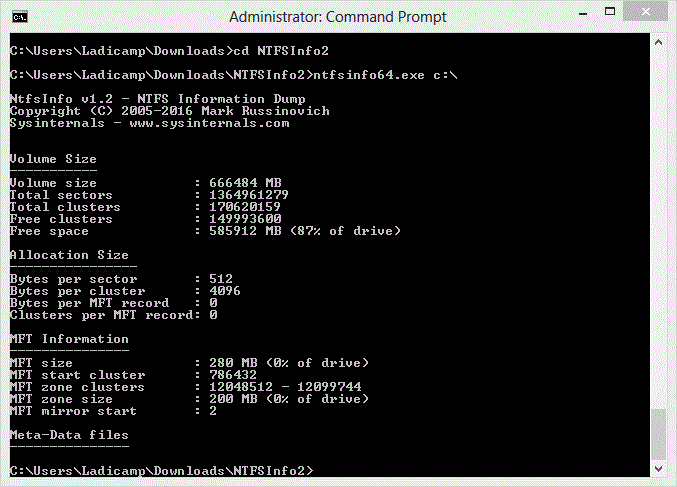 Administrator: Command Prompt
C:\Users\Ladicamp\Downloads>cd NTFSInfo2
C:\Users\Ladicamp\Downloads\NTFSInfo2>ntfsinfo64.exe c:\
NtfsInfo v1.2 - NTFS Information Dump
Copyright (C) 2005-2016 Mark Russinovich
Sysinternals - www.sysinternals.com
Volume Size
-----------
Volume size            : 666484 MB
Total sectors          : 1364961279
Total clusters         : 170620159
Free clusters          : 149993600
Free space             : 585912 MB (87% of drive)
Allocation Size
----------------
Bytes per sector       : 512
Bytes per cluster      : 4096
Bytes per MFT record   : 0
Clusters per MFT record: 0
MFT Information
---------------
MFT size               : 280 MB (0% of drive)
MFT start cluster      : 786432
MFT zone clusters      : 12048512 - 12099744
MFT zone size          : 200 MB (0% of drive)
MFT mirror start       : 2
Meta-Data files
---------------
C:\Users\Ladicamp\Downloads\NTFSInfo2>